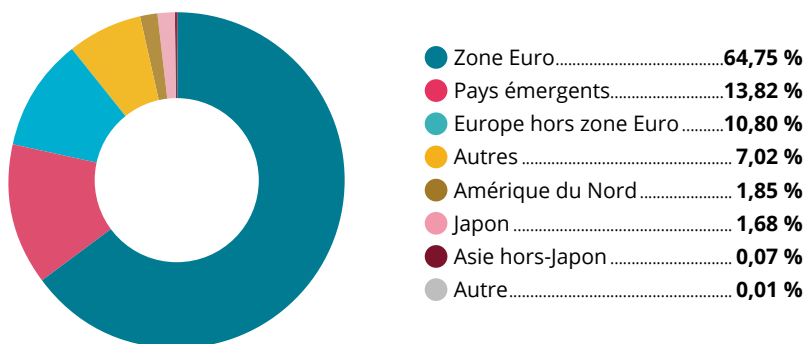 Zone Euro 64,75 %
Pays émergents 13,82 %
Europe hors zone Euro 10,80 %
Autres 7,02 %
Amérique du Nord 1,85 %
Japon 1,68 %
Asie hors-Japon 0,07 %
Autre 0,01 %